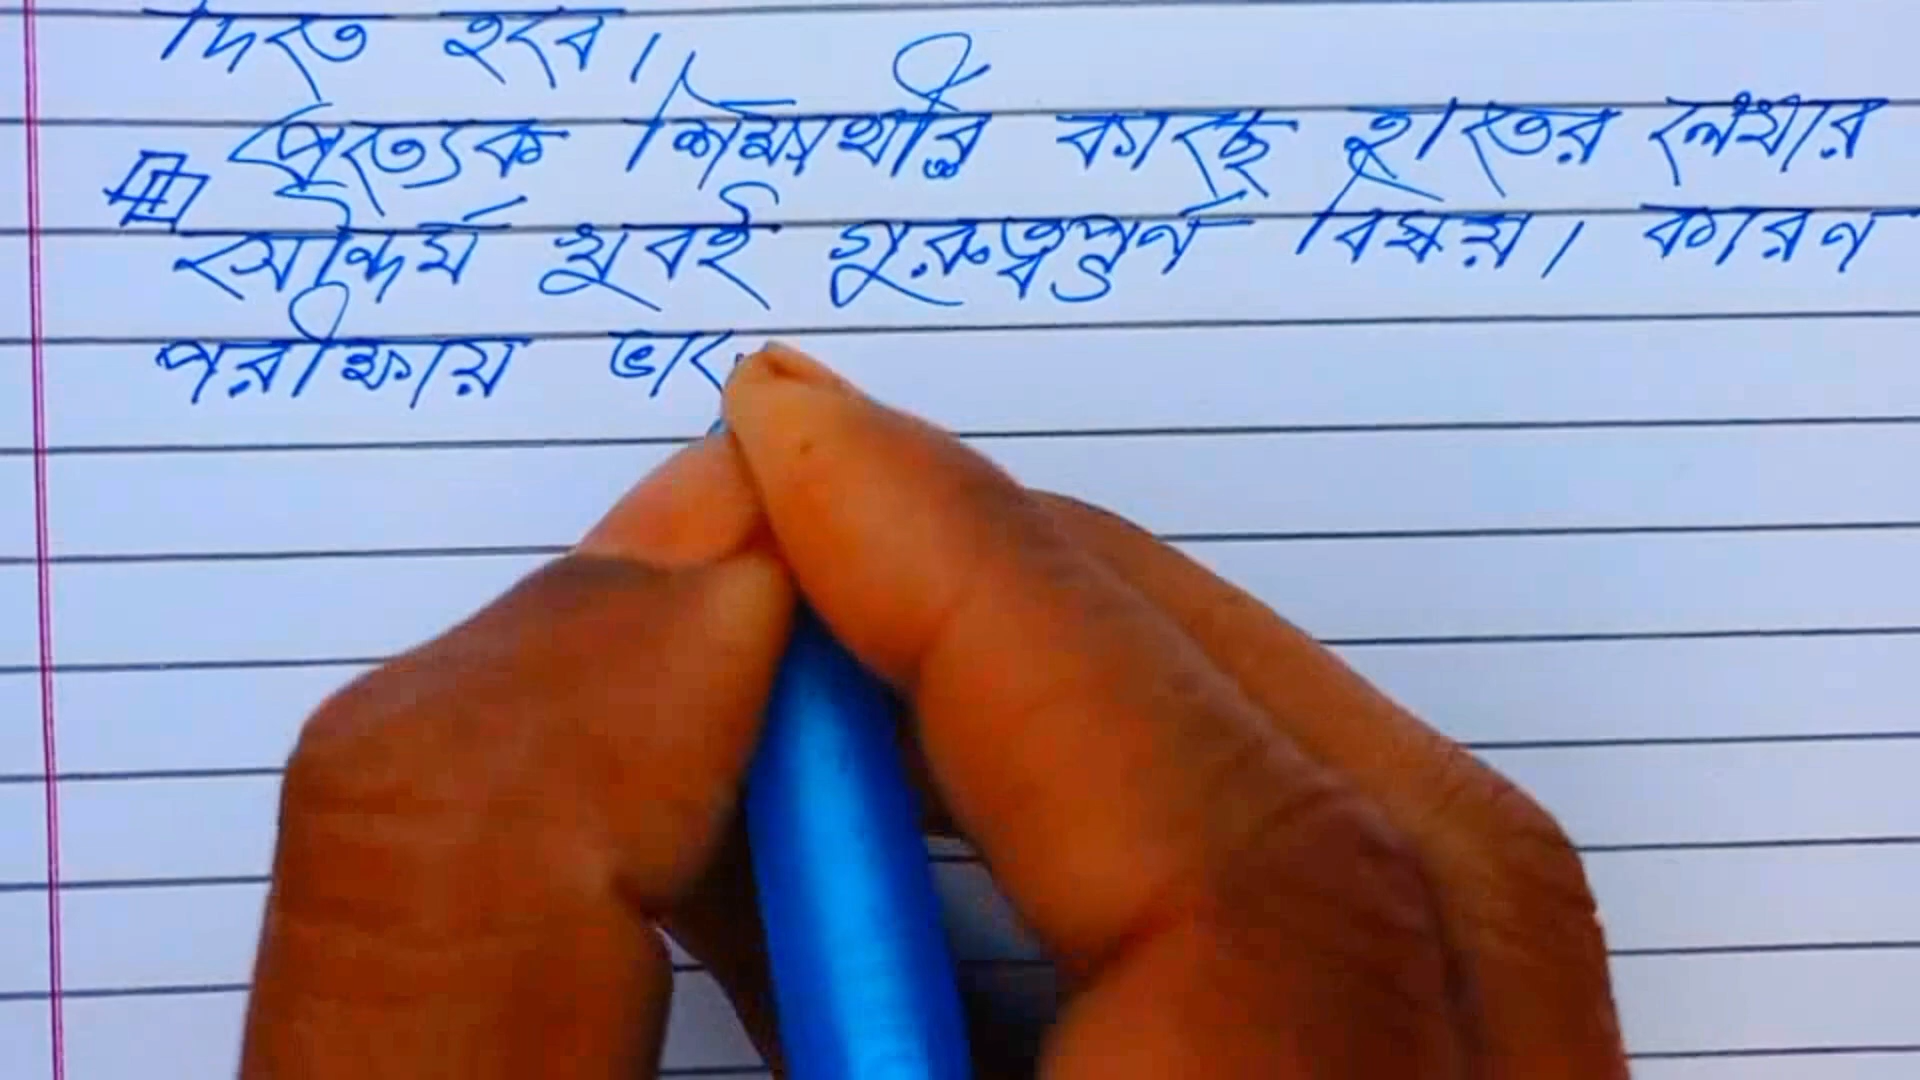 দিতে হবে।
প্রত্যেক শিক্ষার্থীর কাছে হাতের লেখার
সৌন্দর্য খুবই গুরুত্বপূর্ণ বিষয়। কারণ
পরীক্ষায়